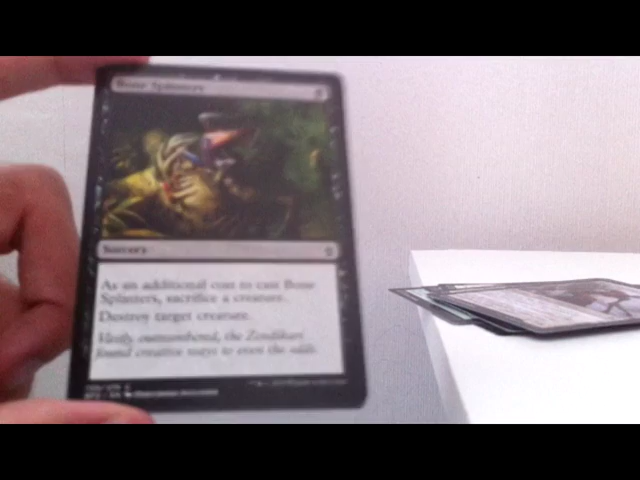 Bone Splinters
Sorcery
As an additional cost to cast Bone
Splinters, sacrifice a creature.
Destroy target creature.
Vastly outnumbered, the Zendikari
found creative ways to even the odds.